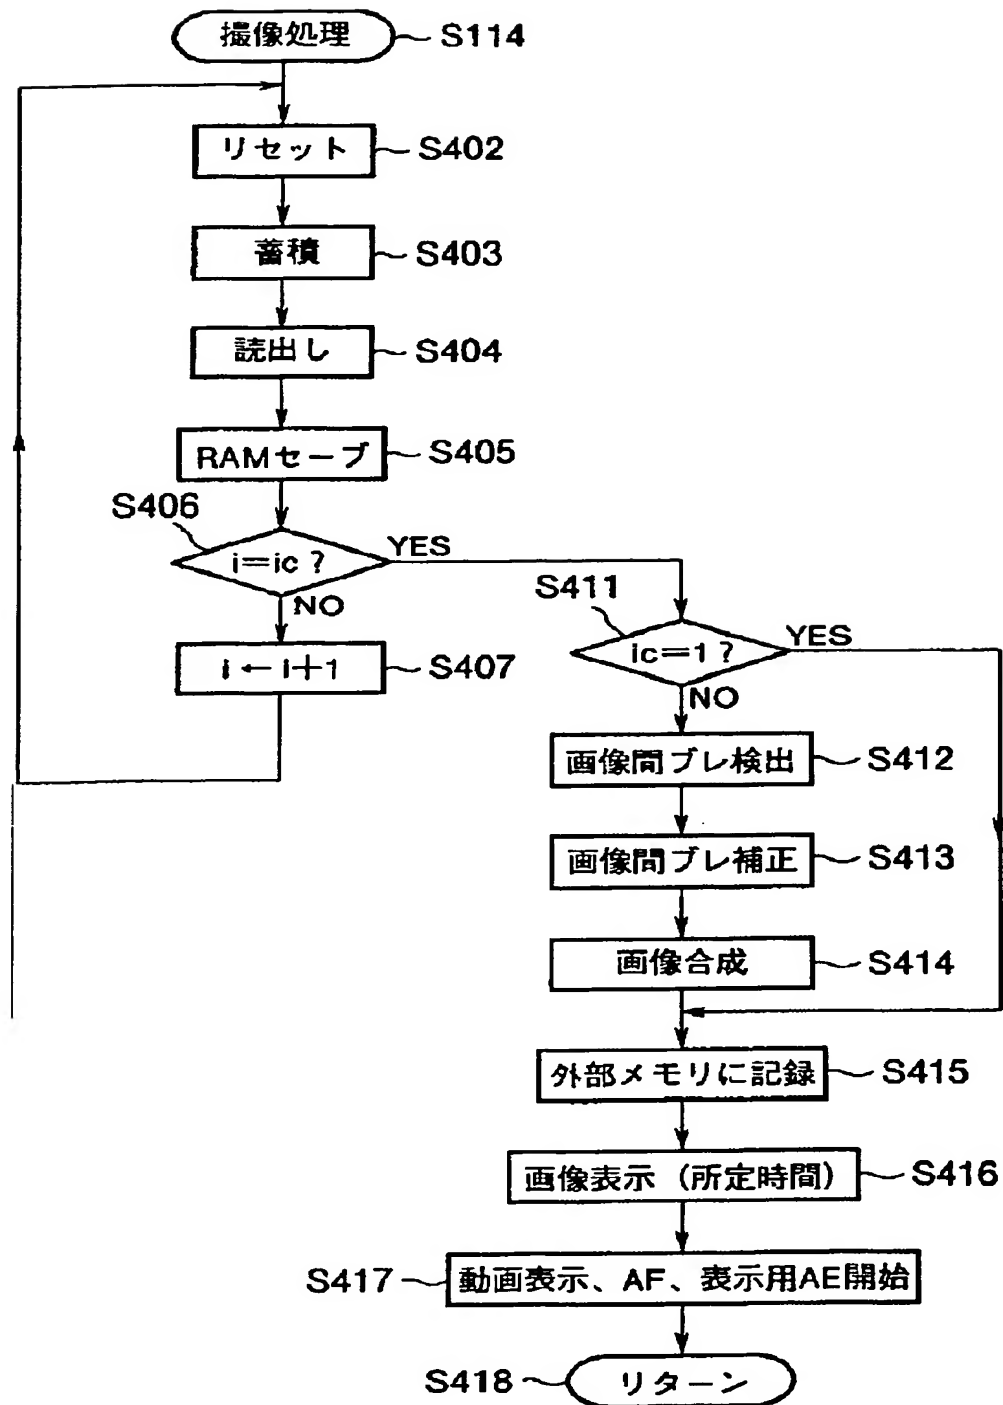 撮像処理 S114
リセット S402
蓄積 S403
読出し S404
RAMセーブ S405
S406
i=ic ?
YES
NO
i←i+1 S407
S411
ic=1 ?
YES
NO
画像間ブレ検出 S412
画像間ブレ補正 S413
画像合成 S414
外部メモリに記録 S415
画像表示（所定時間） S416
S417 動画表示、AF、表示用AE開始
S418 リターン